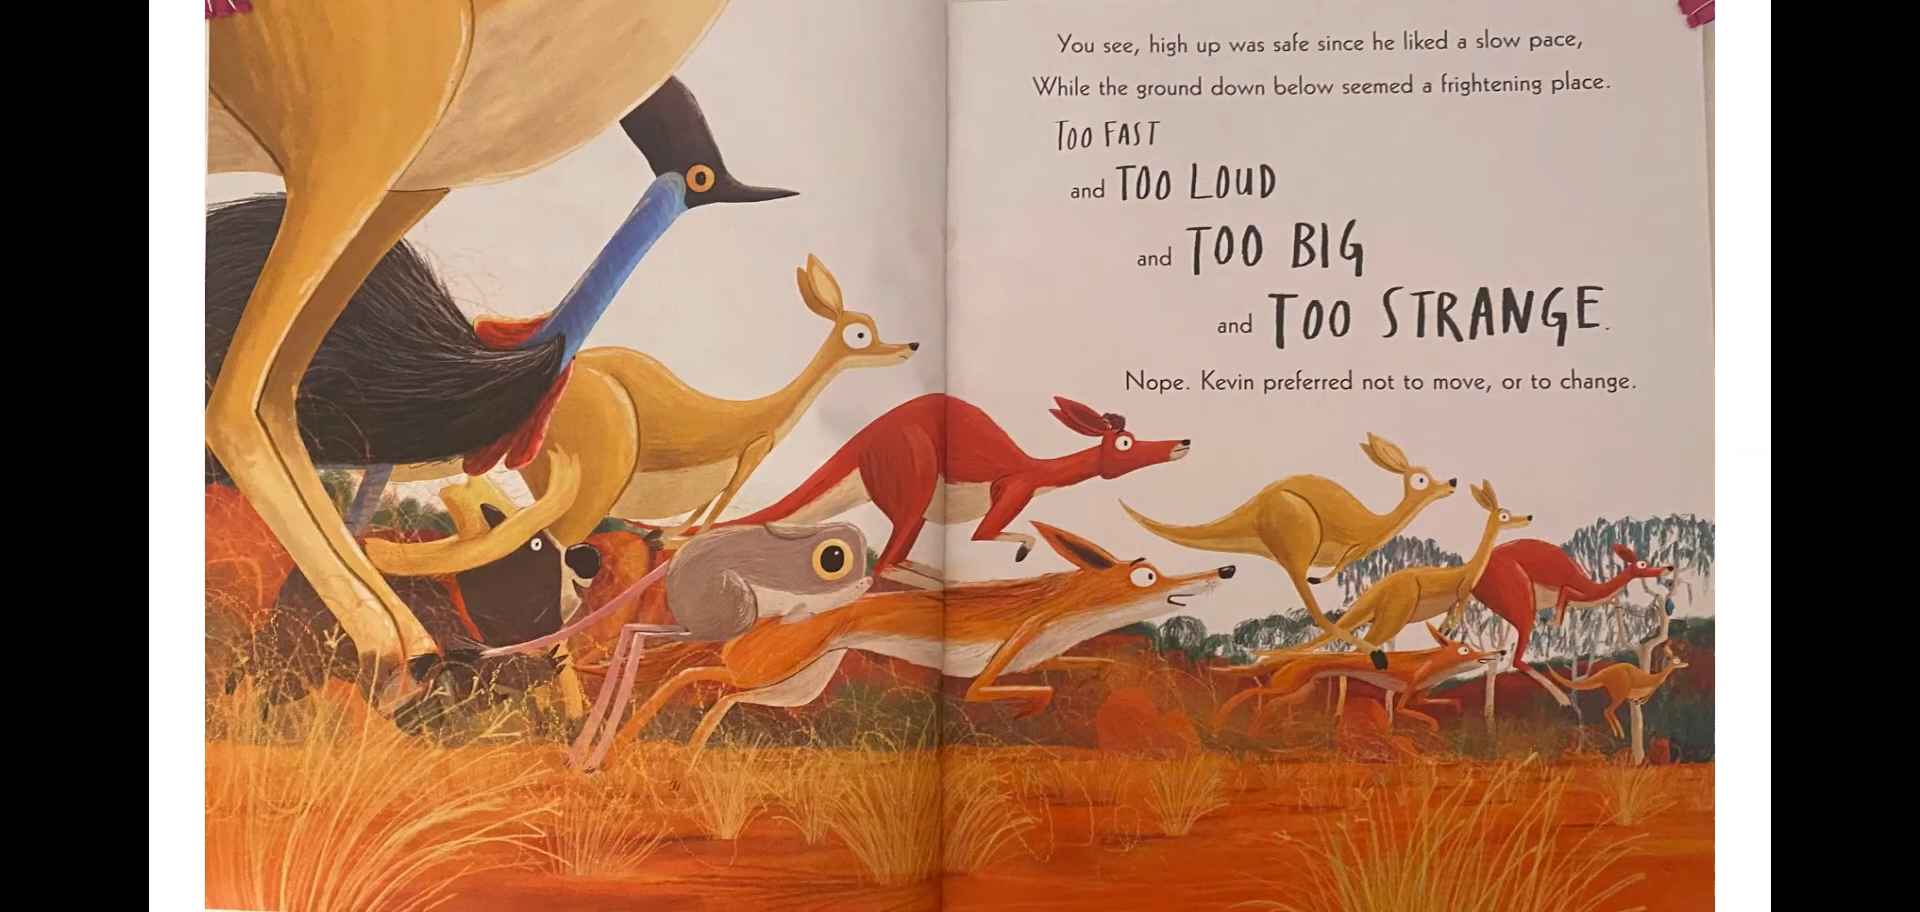 You see, high up was safe since he liked a slow pace,
While the ground down below seemed a frightening place.
TOO FAST
and TOO LOUD
and TOO BIG
and TOO STRANGE.
Nope. Kevin preferred not to move, or to change.